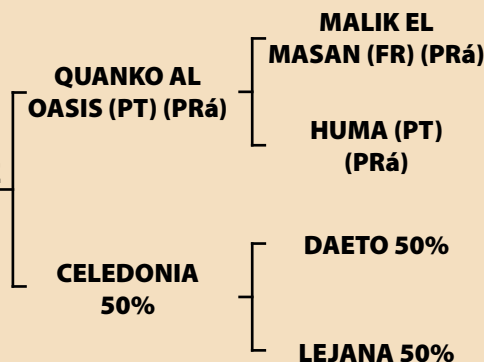 MALIK EL
MASAN (FR) (PRá)
QUANKO AL
OASIS (PT) (PRá)
HUMA (PT)
(PRá)
DAETO 50%
CELEDONIA
50%
LEJANA 50%